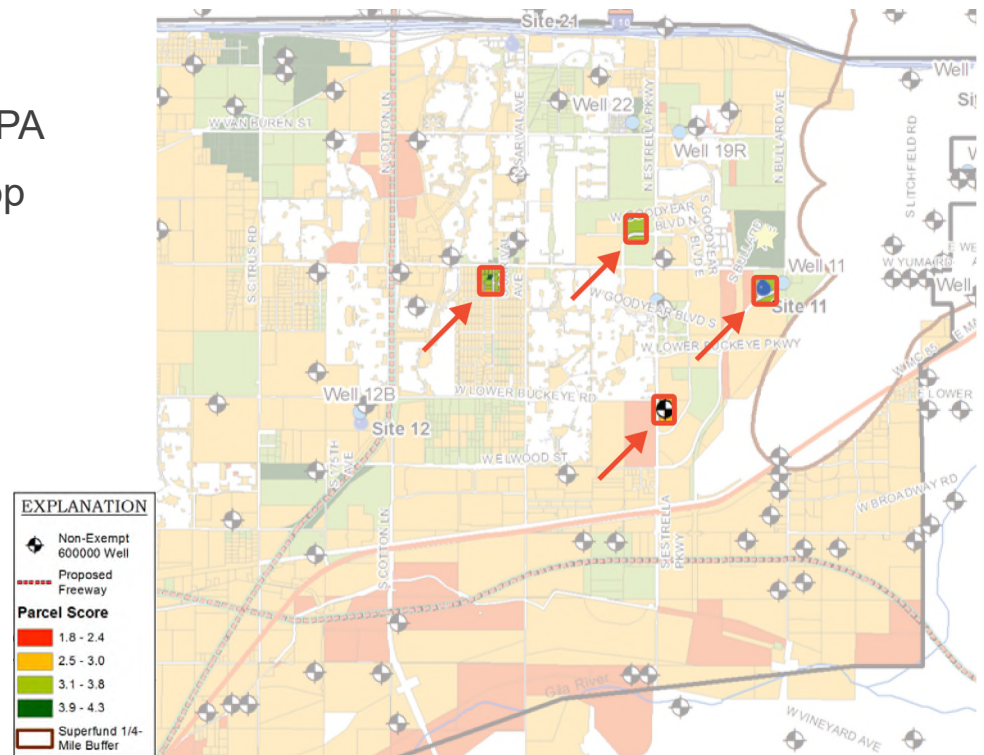 PA
op
Site 21
I 10
Well
Well 22
W VAN BUREN ST
N COTTON LN
N SARIVAL AVE
N ESTRELLA PKWY
Well 19R
N BULLARD AVE
S LITCHFIELD RD
S CITRUS RD
W GOODYEAR BLVD N
S GOODYEAR BLVD E
S BULLARD
W YUMA RD
Well 11
Well
Site 11
AVE
W GOODYEAR BLVD S
W LOWER BUCKEYE PKWY
W MC 85
W LOWER BUCKEYE RD
E LOWER
Well 12B
Site 12
S 175TH AVE
W ELWOOD ST
W BROADWAY RD
S COTTON LN
S ESTRELLA PKWY
Gila River
W VINEYARD AVE
EXPLANATION
Non-Exempt
600000 Well
Proposed
Freeway
Parcel Score
1.8 - 2.4
2.5 - 3.0
3.1 - 3.8
3.9 - 4.3
Superfund 1/4-
Mile Buffer